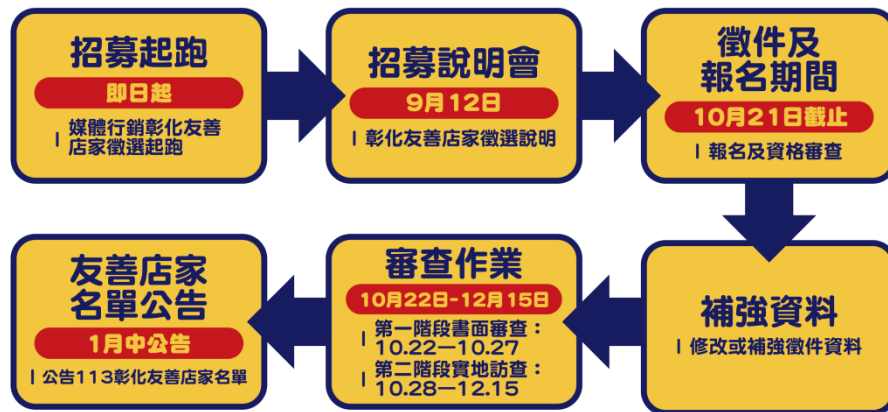 招募起跑
即日起
| 媒體行銷彰化友善
店家徵選起跑
招募說明會
9月12日
| 彰化友善店家徵選說明
徵件及
報名期間
10月21日截止
| 報名及資格審查
補強資料
| 修改或補強徵件資料
審查作業
10月22日-12月15日
| 第一階段書面審查：
10.22—10.27
| 第二階段實地訪查：
10.28—12.15
友善店家
名單公告
1月中公告
| 公告113彰化友善店家名單